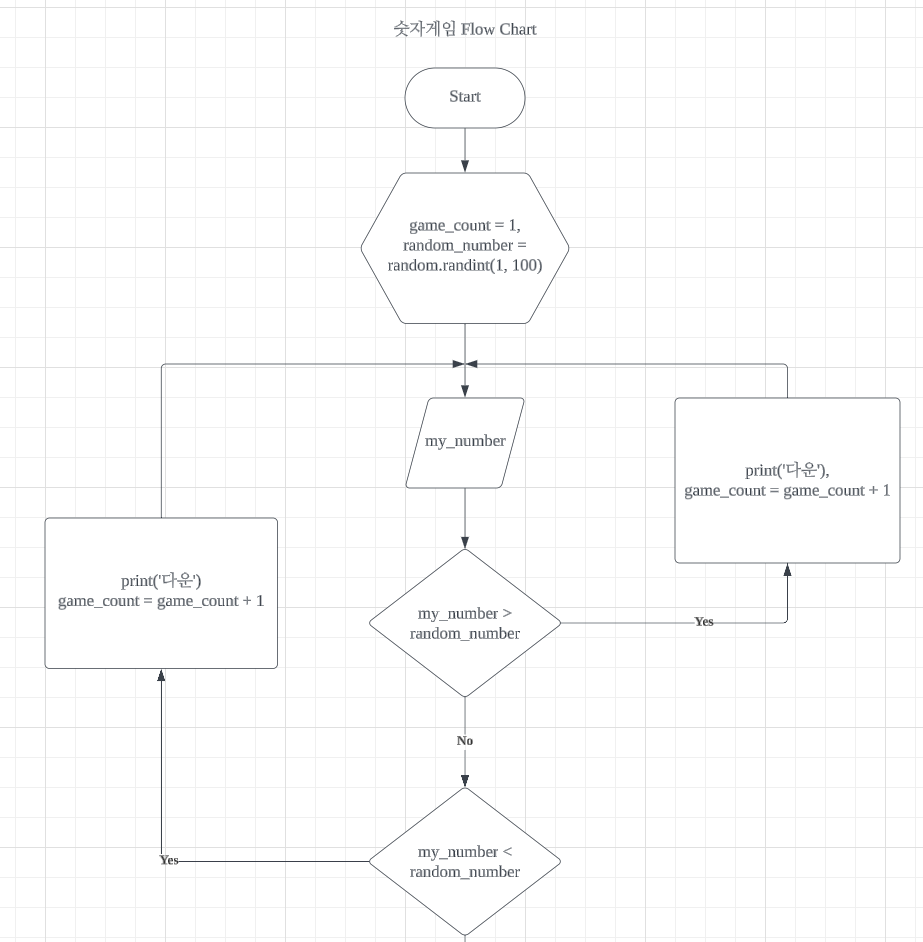 숫자게임 Flow Chart
Start
game_count = 1,
random_number =
random.randint(1, 100)
my_number
print('다운'),
game_count = game_count + 1
print('다운')
game_count = game_count + 1
my_number >
random_number
Yes
No
my_number <
random_number
Yes